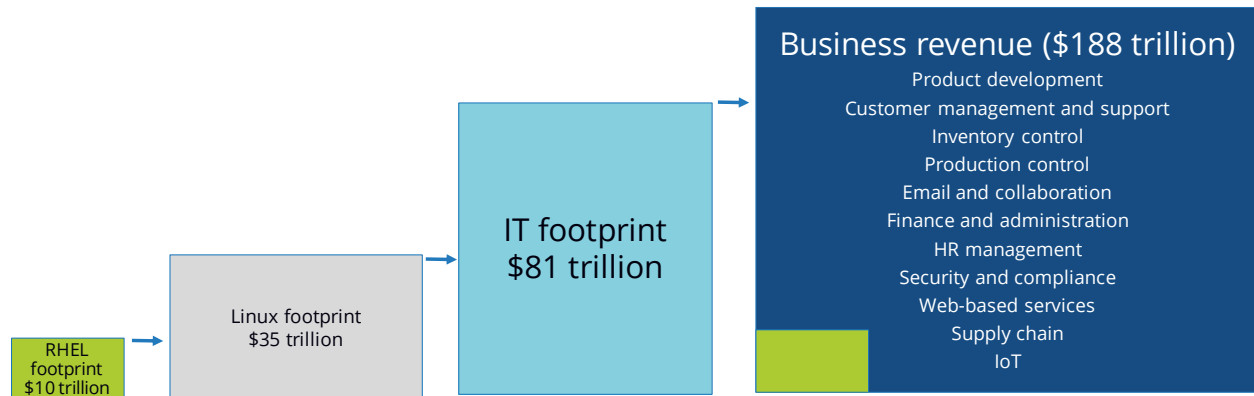 RHEL
footprint
$10 trillion
Linux footprint
$35 trillion
IT footprint
$81 trillion
Business revenue ($188 trillion)
Product development
Customer management and support
Inventory control
Production control
Email and collaboration
Finance and administration
HR management
Security and compliance
Web-based services
Supply chain
IoT